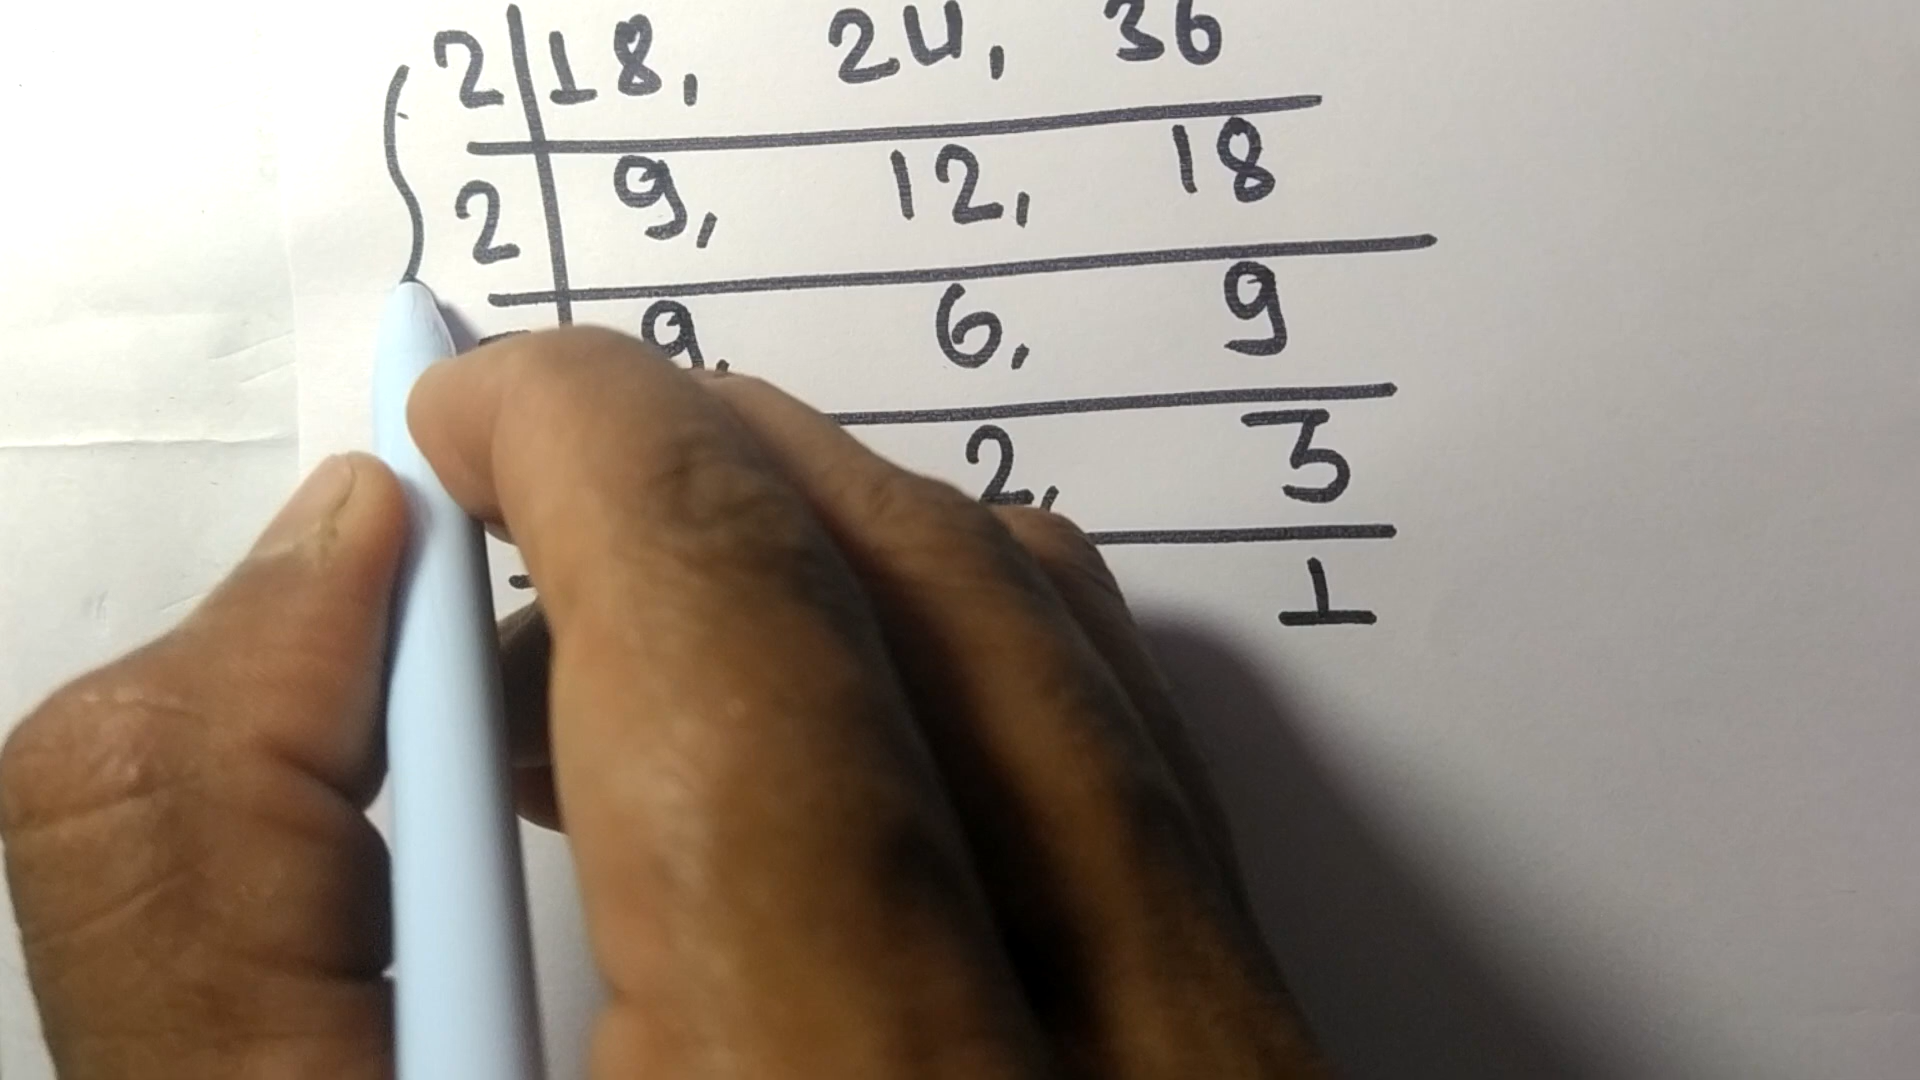 2 18, 24, 36
2 9, 12, 18
9, 6, 9
2, 3
1